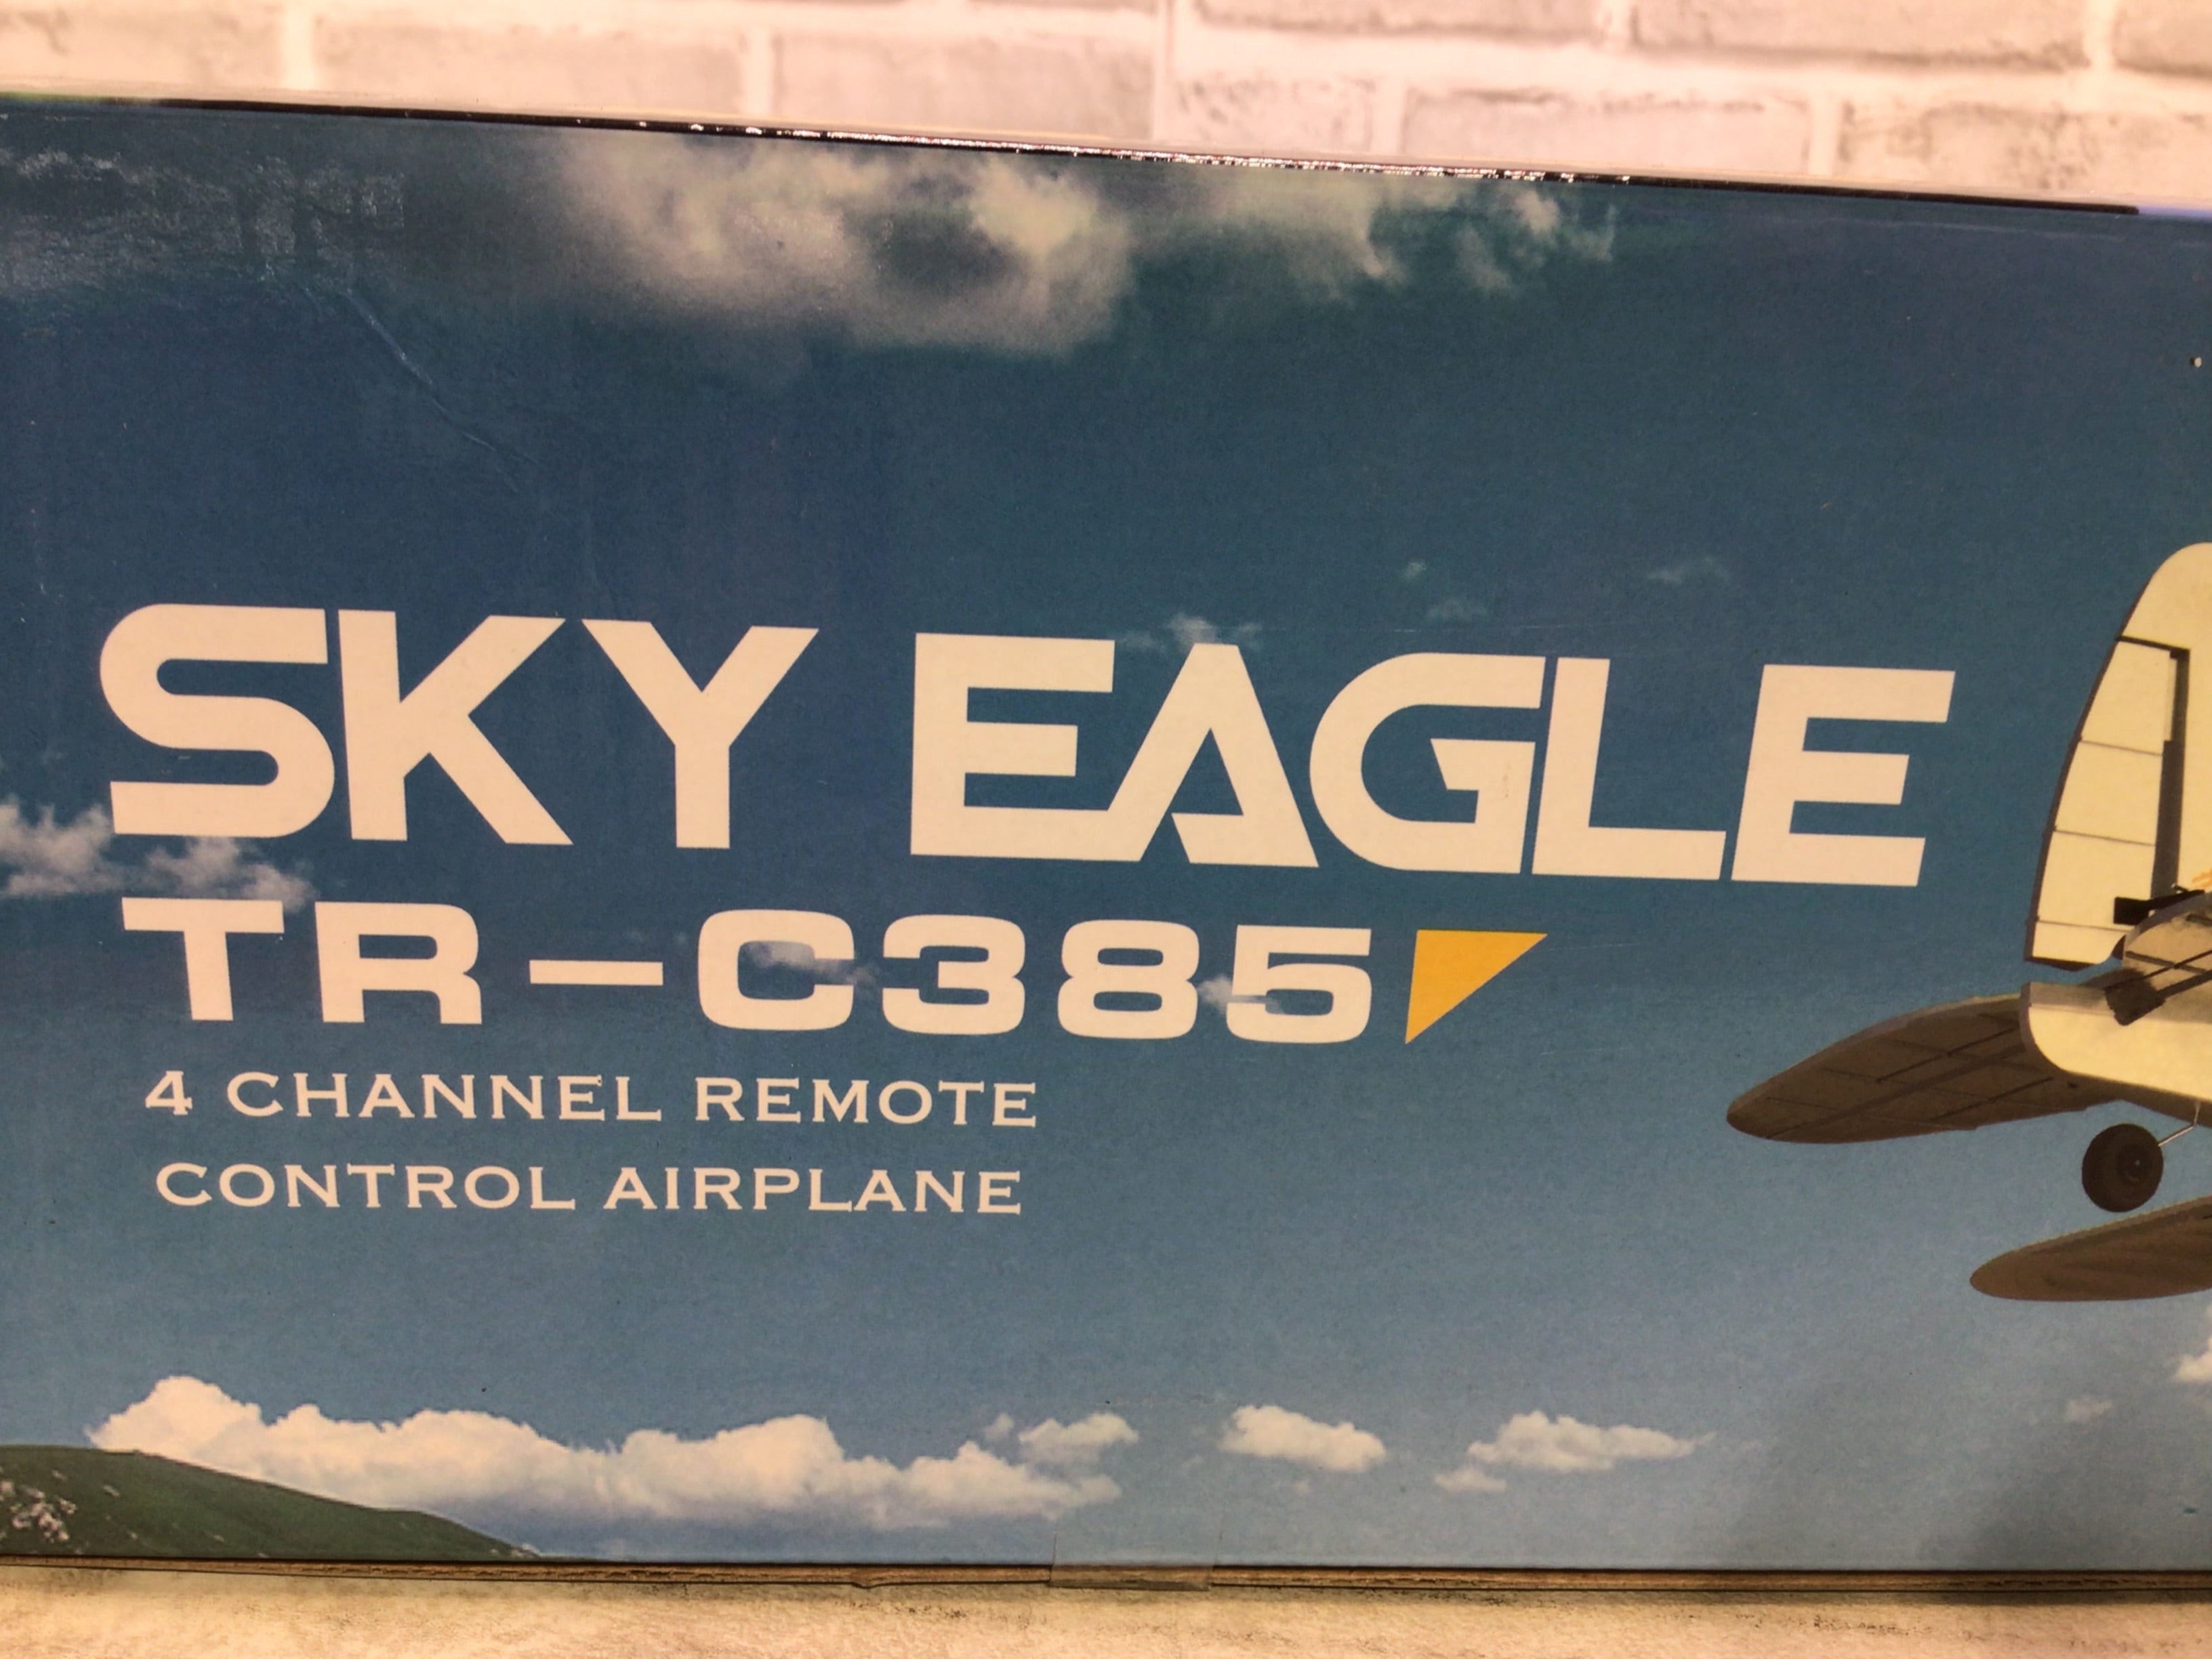 SKY EAGLE
TR-C385
4 CHANNEL REMOTE
CONTROL AIRPLANE